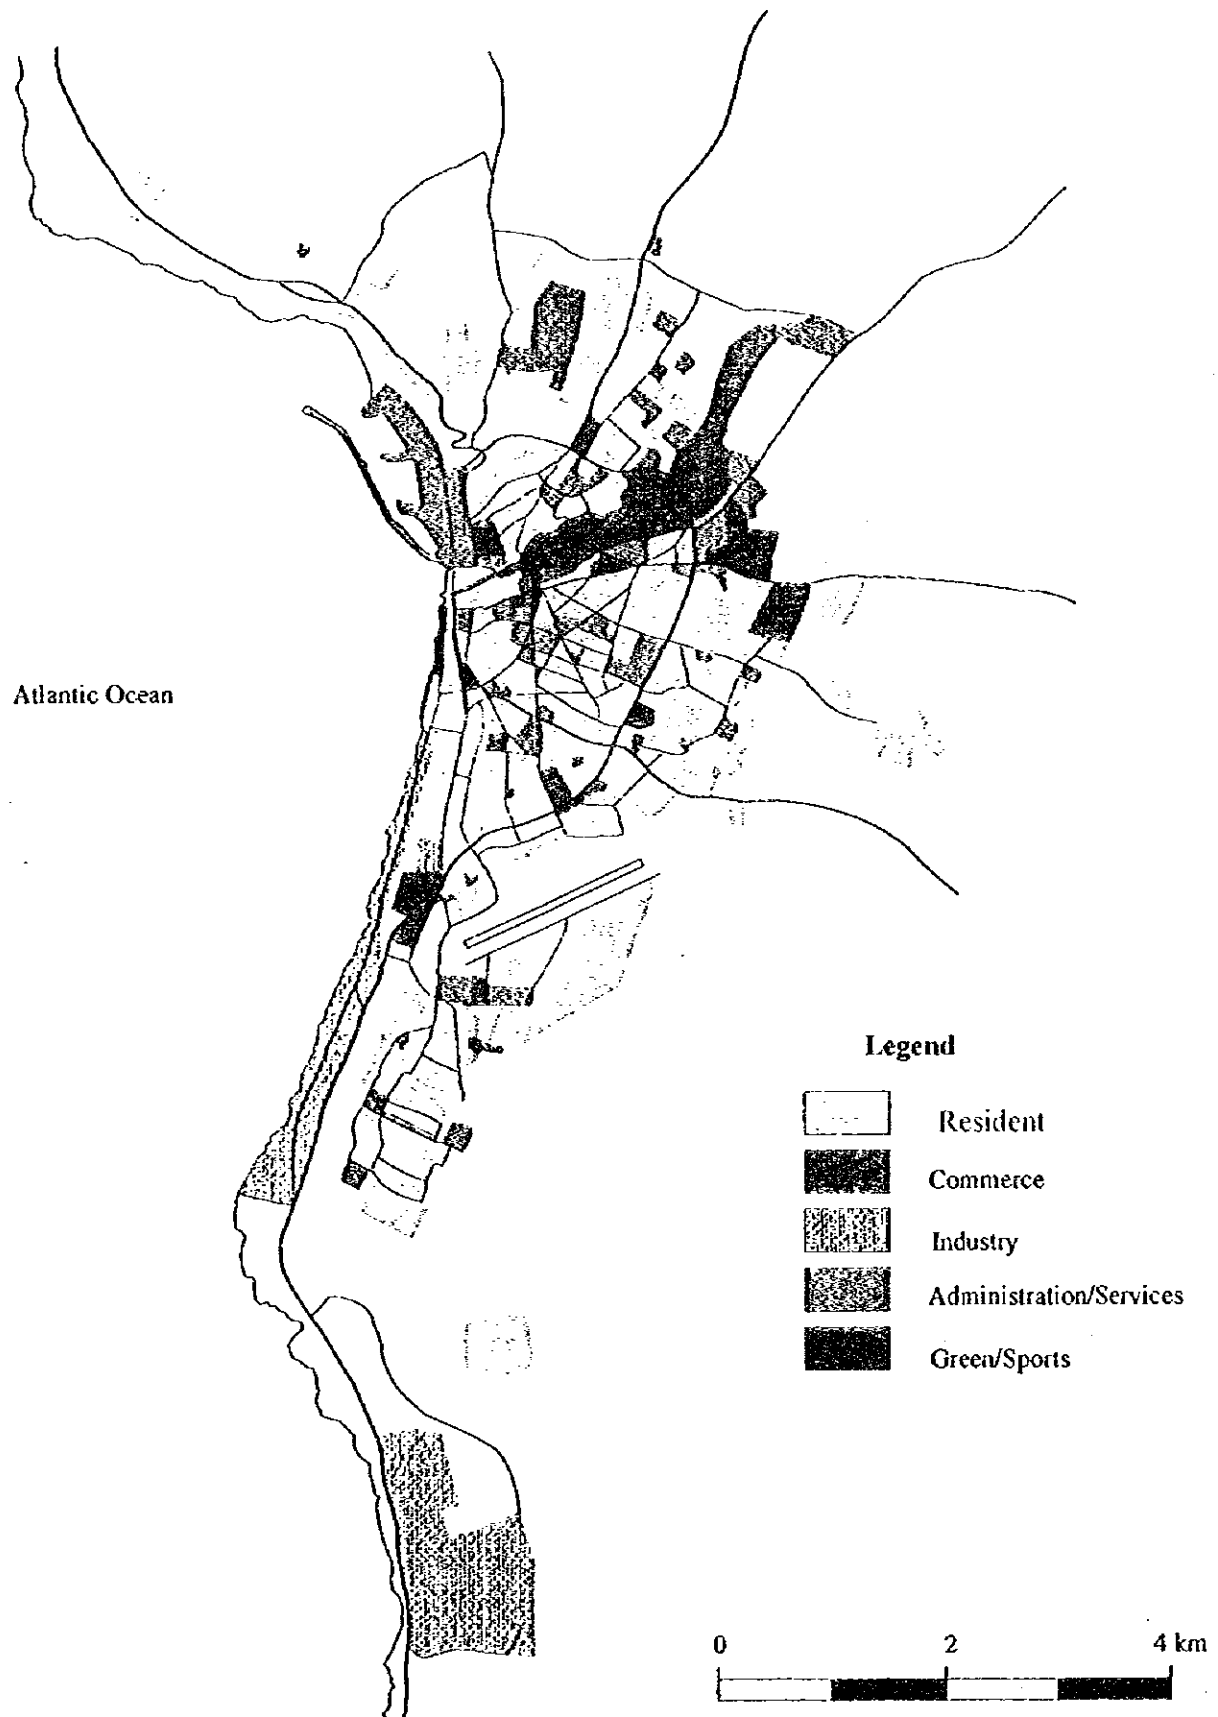 Atlantic Ocean
Legend
Resident
Commerce
Industry
Administration/Services
Green/Sports
0 2 4 km